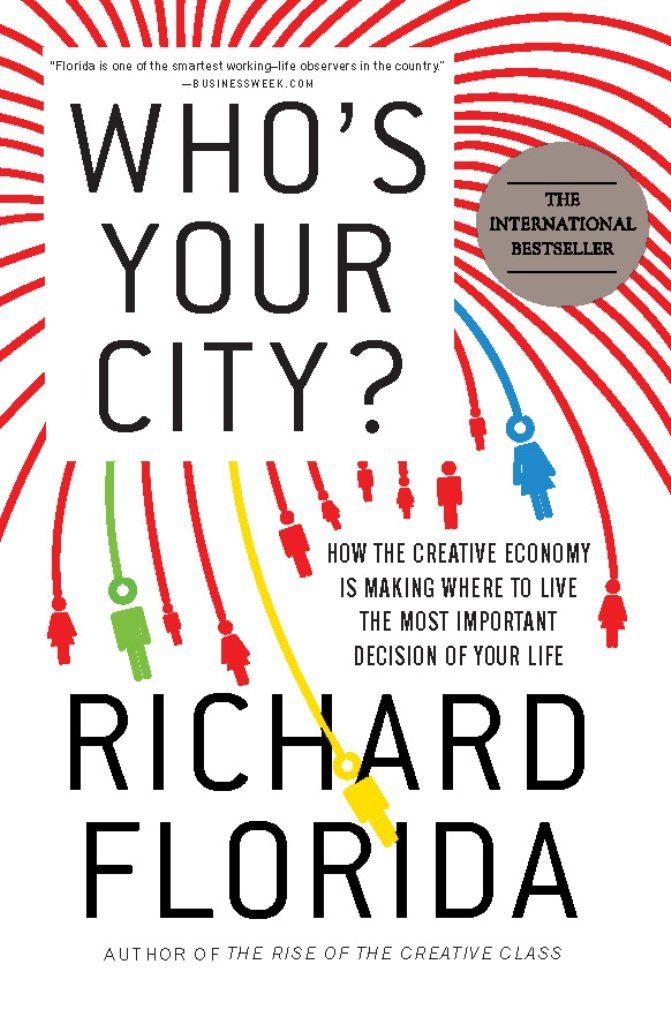 "Florida is one of the smartest working–life observers in the country."
—BUSINESSWEEK.COM
WHO'S
YOUR
CITY?
THE
INTERNATIONAL
BESTSELLER
HOW THE CREATIVE ECONOMY
IS MAKING WHERE TO LIVE
THE MOST IMPORTANT
DECISION OF YOUR LIFE
RICHARD
FLORIDA
AUTHOR OF THE RISE OF THE CREATIVE CLASS